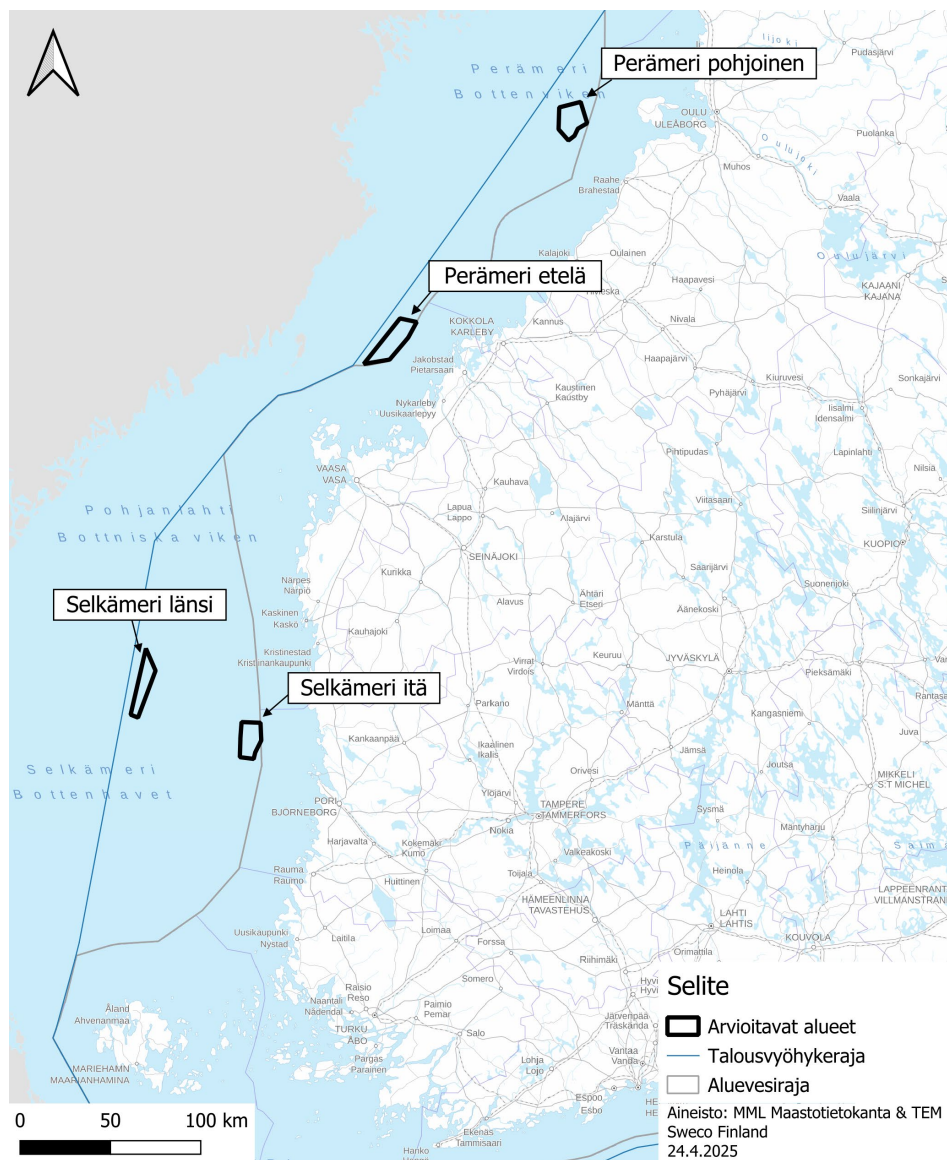 Perämeri
Bottenviken
Perämeri pohjoinen
Iijoki
Pudasjärvi
OULU
ULEÅBORG
Puolanka
Oulujoki
Muhos
Raahe
Brahestad
Vaala
Oulujärvi
Kalajoki
Oulainen
Haapavesi
KAJAANI
KAJANA
Perämeri etelä
KOKKOLA
KARLEBY
Kannus
Nivala
Jakobstad
Pietarsaari
Haapajärvi
Pyhäjärvi
Kiuruvesi
Sonkajärvi
Nykarleby
Uusikaarlepyy
Kaustinen
Kaustby
Iisalmi
Idensalmi
Pihtipudas
Lapinlahti
Nilsiä
VAASA
VASA
Kauhava
Viitasaari
Siilinjärvi
Lapua
Lappo
Alajärvi
Pohjanlahti
Bottniska viken
Karstula
KUOPIO
SEINÄJOKI
Saarijärvi
Suonenjoki
Närpes
Närpiö
Kurikka
Alavus
Ähtäri
Etseri
Äänekoski
Selkämeri länsi
Kaskinen
Kaskö
Kauhajoki
Kristinestad
Kristiinankaupunki
Virrat
Virdois
Keuruu
JYVÄSKYLÄ
Pieksämäki
Selkämeri itä
Parkano
Mänttä
Kangasniemi
Juva
Kankaanpää
Ikaalinen
Ikalis
Jämsä
Joutsa
Selkämeri
Bottenhavet
Orivesi
MIKKELI
S:T MICHEL
PORI
BJÖRNEBORG
Ylöjärvi
TAMPERE
TAMMERFORS
Sysmä
Nokia
Mäntyharju
Harjavalta
Kokemäki
Kumo
Valkeakoski
Päijänne
Rauma
Raumo
Huittinen
Toijala
Heinola
HÄMEENLINNA
TAVASTEHUS
LAHTI
LAHTIS
Uusikaupunki
Nystad
Laitila
Loimaa
Forssa
Orimattila
KOUVOLA
Riihimäki
Somero
Naantali
Nådendal
Raisio
Reso
Paimio
Pemar
Åland
Ahvenanmaa
TURKU
ÅBO
Salo
Järvenpää
Träskända
Pargas
Parainen
Lohja
Lojo
Vantaa
Vanda
MARIEHAMN
MAARIANHAMINA
Espoo
Esbo
Ekenäs
Tammisaari
Hanko
Selite
Arvioitavat alueet
Talousvyöhykeraja
Aluevesiraja
Aineisto: MML Maastotietokanta & TEM
Sweco Finland
24.4.2025
0 50 100 km